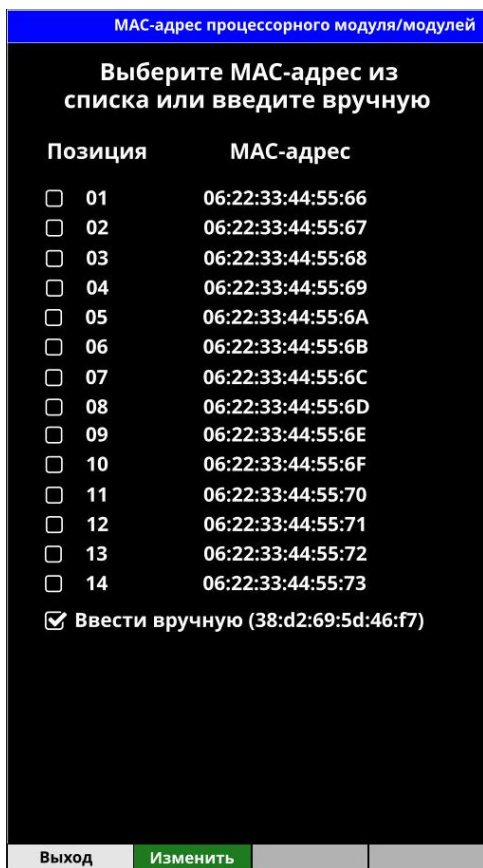 МАС-адрес процессорного модуля/модулей
Выберите МАС-адрес из
списка или введите вручную
Позиция МАС-адрес
01 06:22:33:44:55:66
02 06:22:33:44:55:67
03 06:22:33:44:55:68
04 06:22:33:44:55:69
05 06:22:33:44:55:6A
06 06:22:33:44:55:6B
07 06:22:33:44:55:6C
08 06:22:33:44:55:6D
09 06:22:33:44:55:6E
10 06:22:33:44:55:6F
11 06:22:33:44:55:70
12 06:22:33:44:55:71
13 06:22:33:44:55:72
14 06:22:33:44:55:73
Ввести вручную (38:d2:69:5d:46:f7)
Выход Изменить